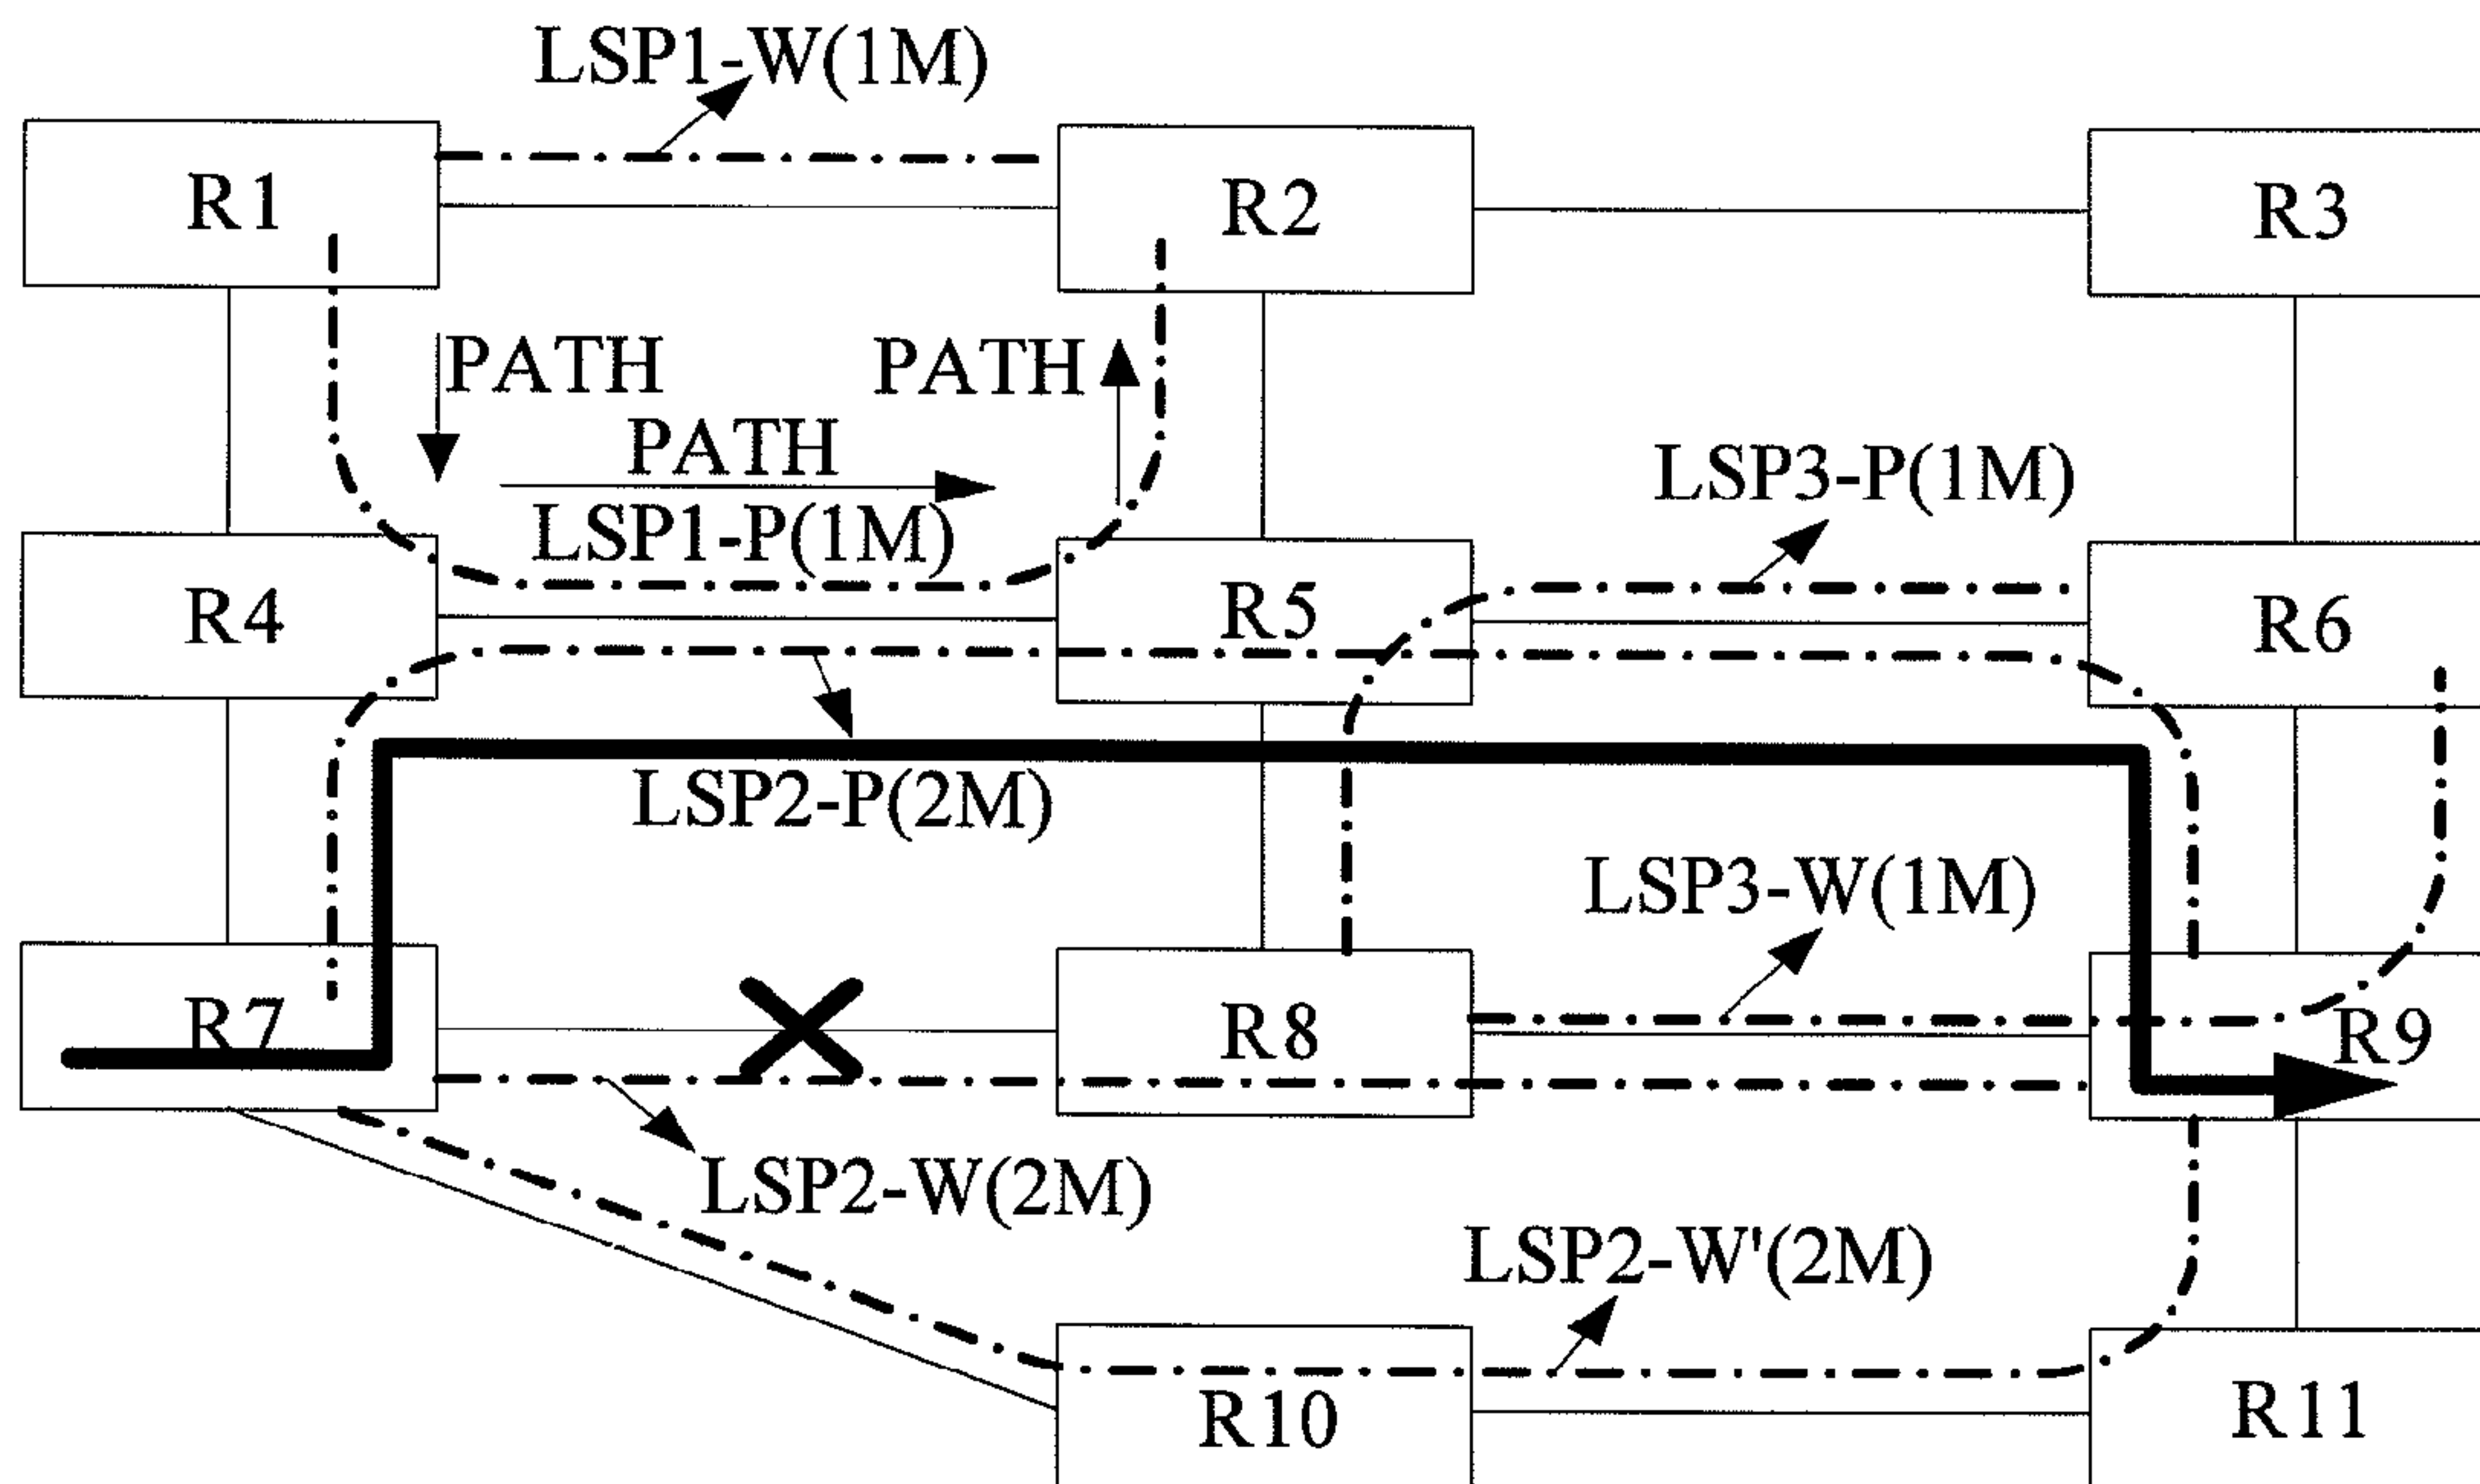 LSP1-W(1M)
R1
R2
R3
PATH
PATH
PATH
LSP1-P(1M)
LSP3-P(1M)
R4
R5
R6
LSP2-P(2M)
LSP3-W(1M)
R7
R8
R9
LSP2-W(2M)
LSP2-W'(2M)
R10
R11